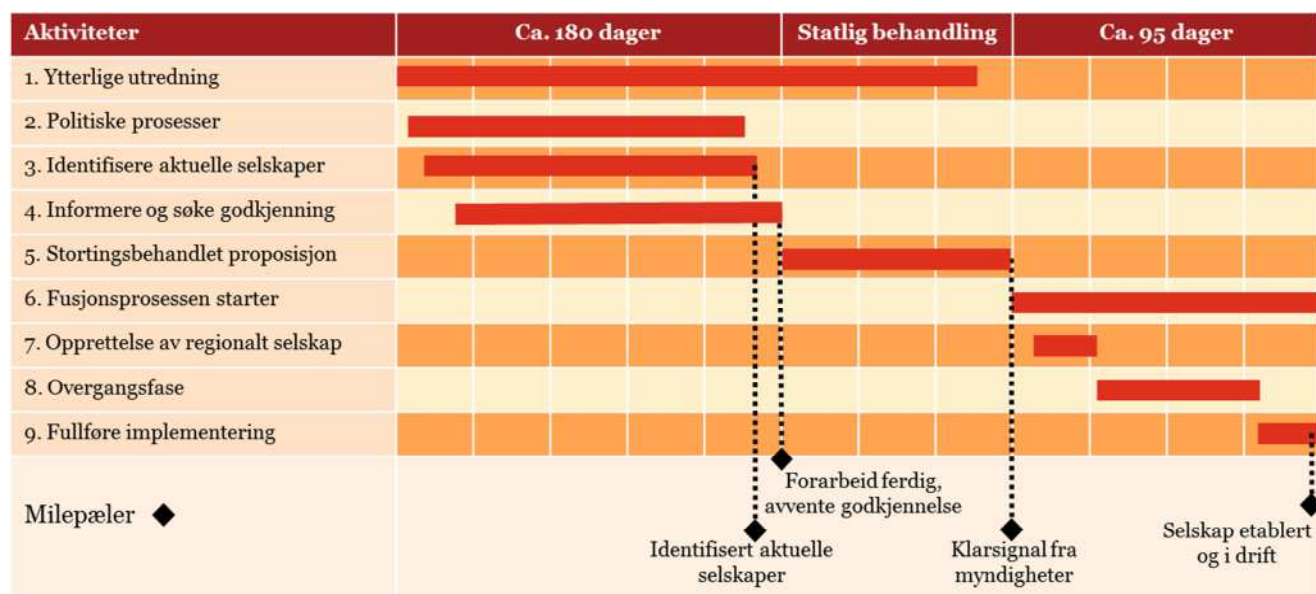 Aktiviteter
Ca. 180 dager
Statlig behandling
Ca. 95 dager
1. Ytterlige utredning
2. Politiske prosesser
3. Identifisere aktuelle selskaper
4. Informere og søke godkjenning
5. Stortingsbehandlet proposisjon
6. Fusjonsprosessen starter
7. Opprettelse av regionalt selskap
8. Overgangsfase
9. Fullføre implementering
Milepæler
Forarbeid ferdig,
avvente godkjennelse
Identifisert aktuelle
selskaper
Klarsignal fra
myndigheter
Selskap etablert
og i drift